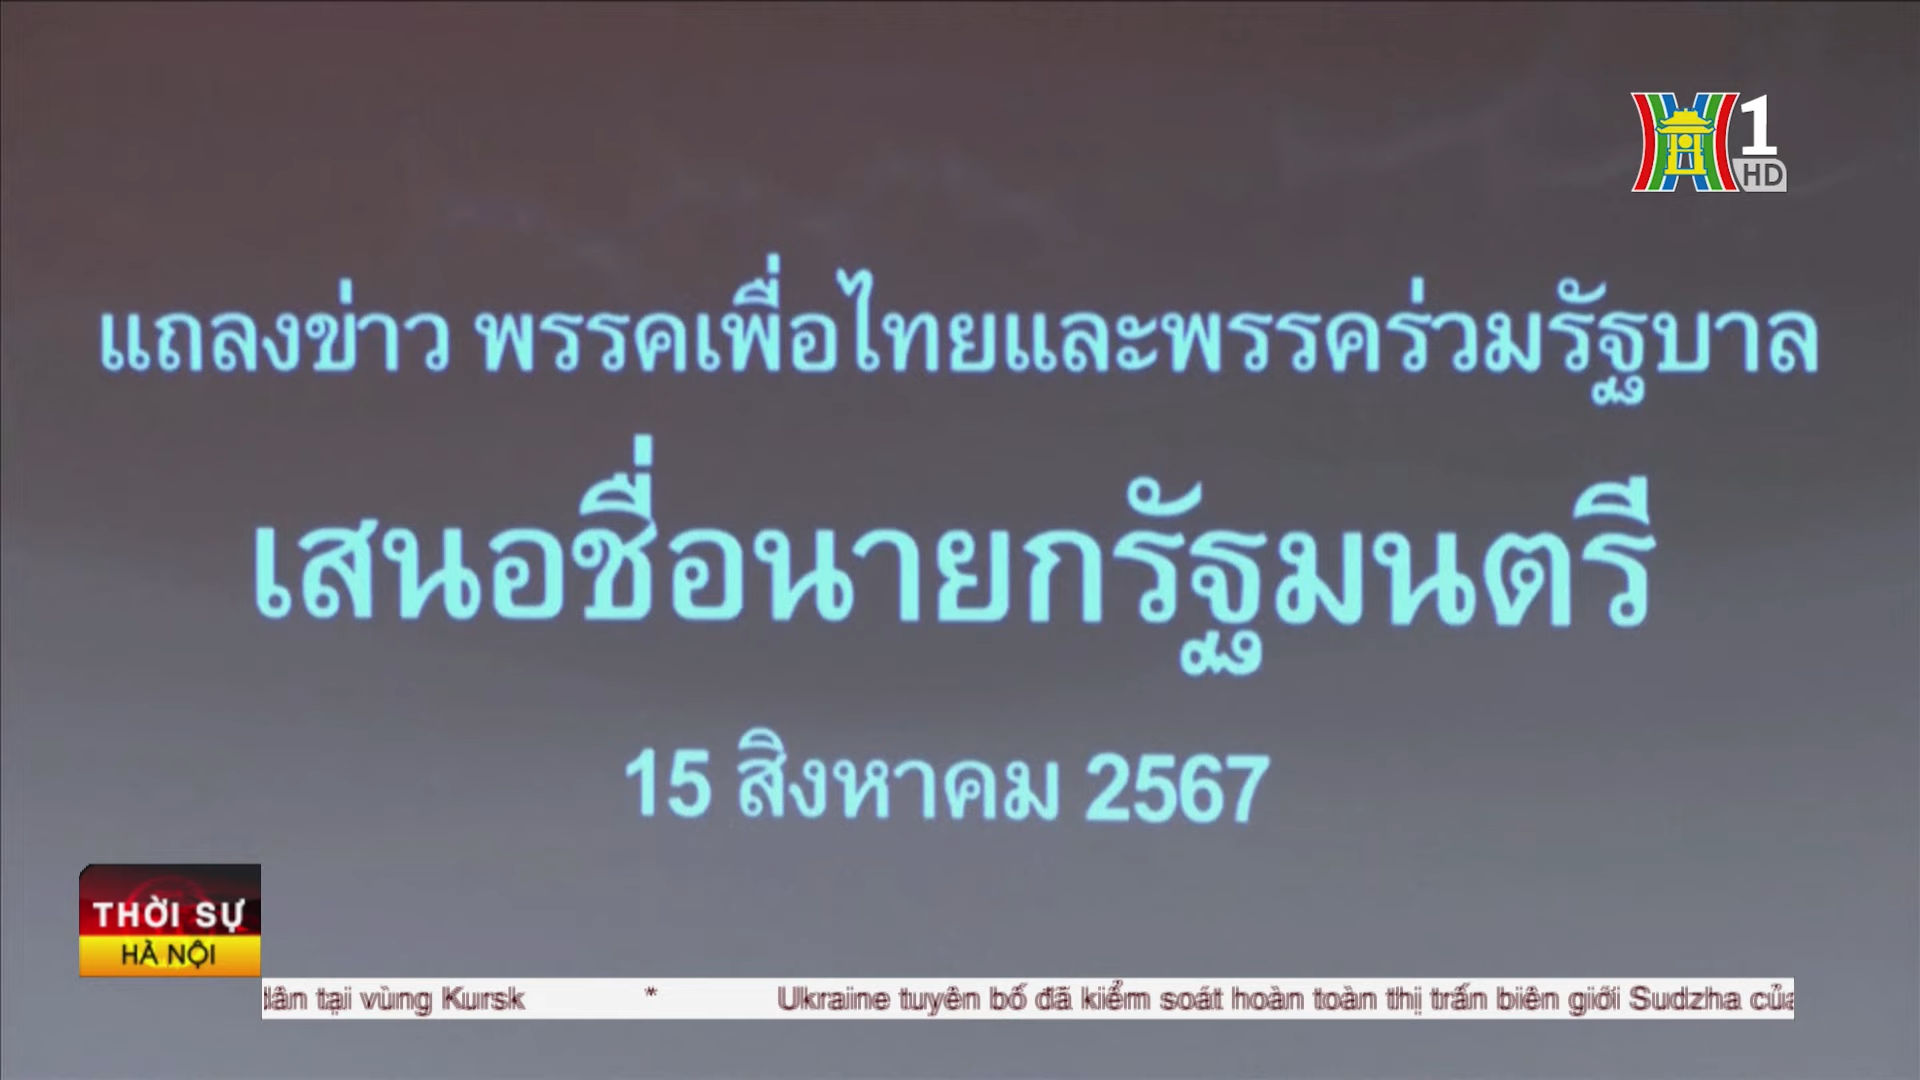 1
HD
แถลงข่าว พรรคเพื่อไทยและพรรคร่วมรัฐบาล
เสนอชื่อนายกรัฐมนตรี
15 สิงหาคม 2567
THỜI SỰ
HÀ NỘI
dân tại vùng Kursk * Ukraine tuyên bố đã kiểm soát hoàn toàn thị trấn biên giới Sudzha của